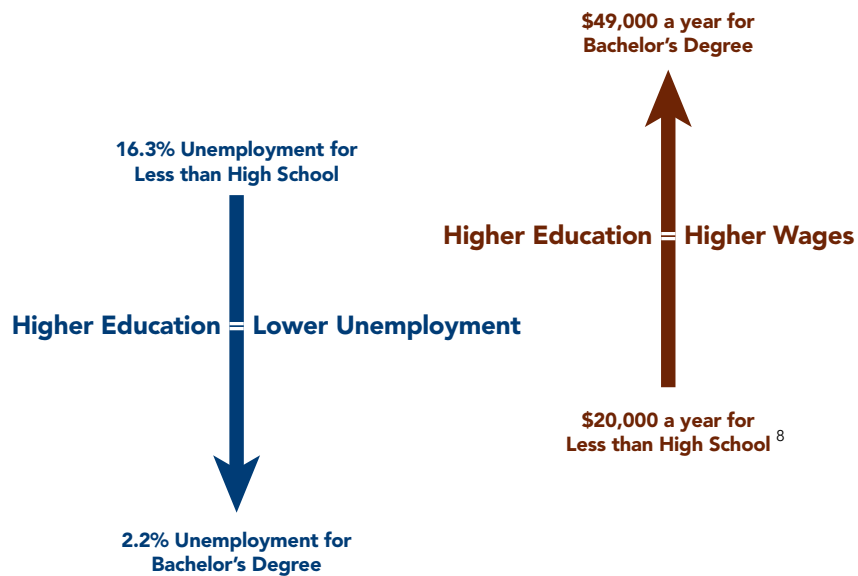 16.3% Unemployment for
Less than High School
Higher Education = Lower Unemployment
2.2% Unemployment for
Bachelor’s Degree
$49,000 a year for
Bachelor’s Degree
Higher Education = Higher Wages
$20,000 a year for
Less than High School 8